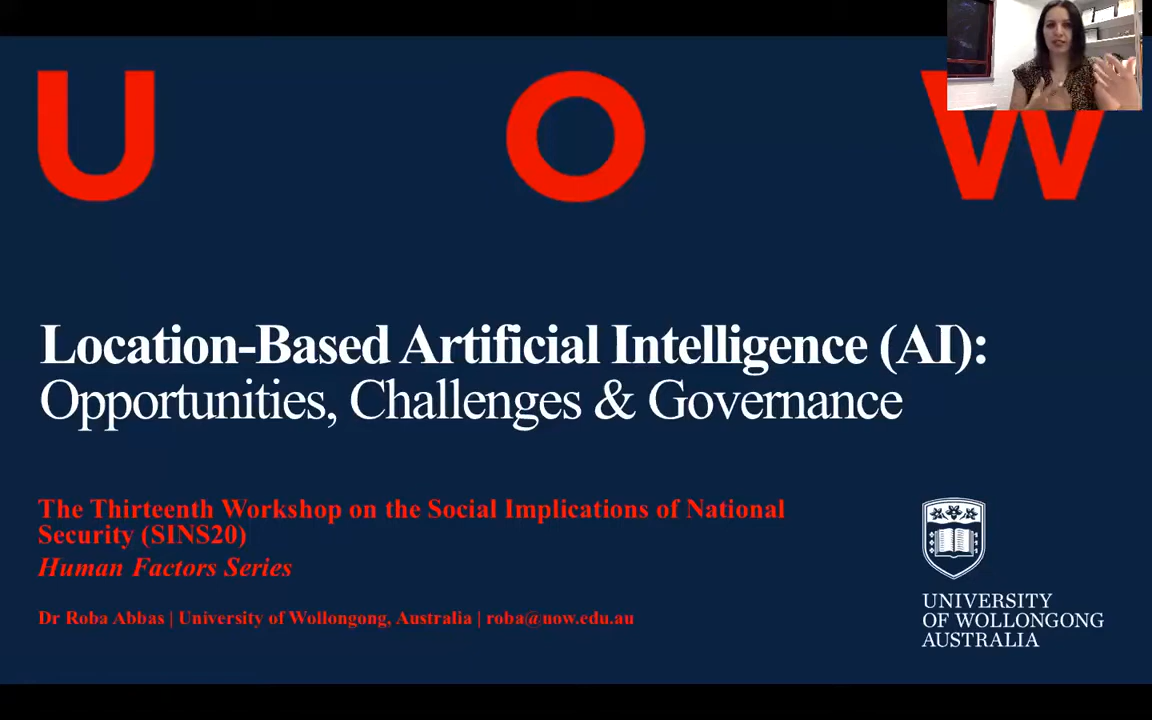 U O W
Location-Based Artificial Intelligence (AI):
Opportunities, Challenges & Governance
The Thirteenth Workshop on the Social Implications of National
Security (SINS20)
Human Factors Series
Dr Roba Abbas | University of Wollongong, Australia | roba@uow.edu.au
UNIVERSITY
OF WOLLONGONG
AUSTRALIA